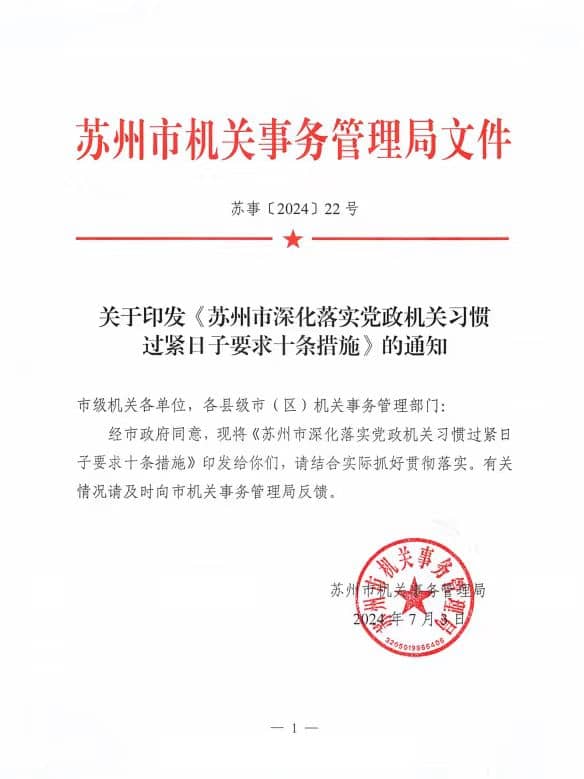 苏州市机关事务管理局文件
苏事〔2024〕22 号
关于印发《苏州市深化落实党政机关习惯
过紧日子要求十条措施》的通知
市级机关各单位，各县级市（区）机关事务管理部门：
经市政府同意，现将《苏州市深化落实党政机关习惯过紧日
子要求十条措施》印发给你们，请结合实际抓好贯彻落实。有关
情况请及时向市机关事务管理局反馈。
苏州市机关事务管理局
2024 年 7 月 3 日
苏州市机关事务管理局
— 1 —